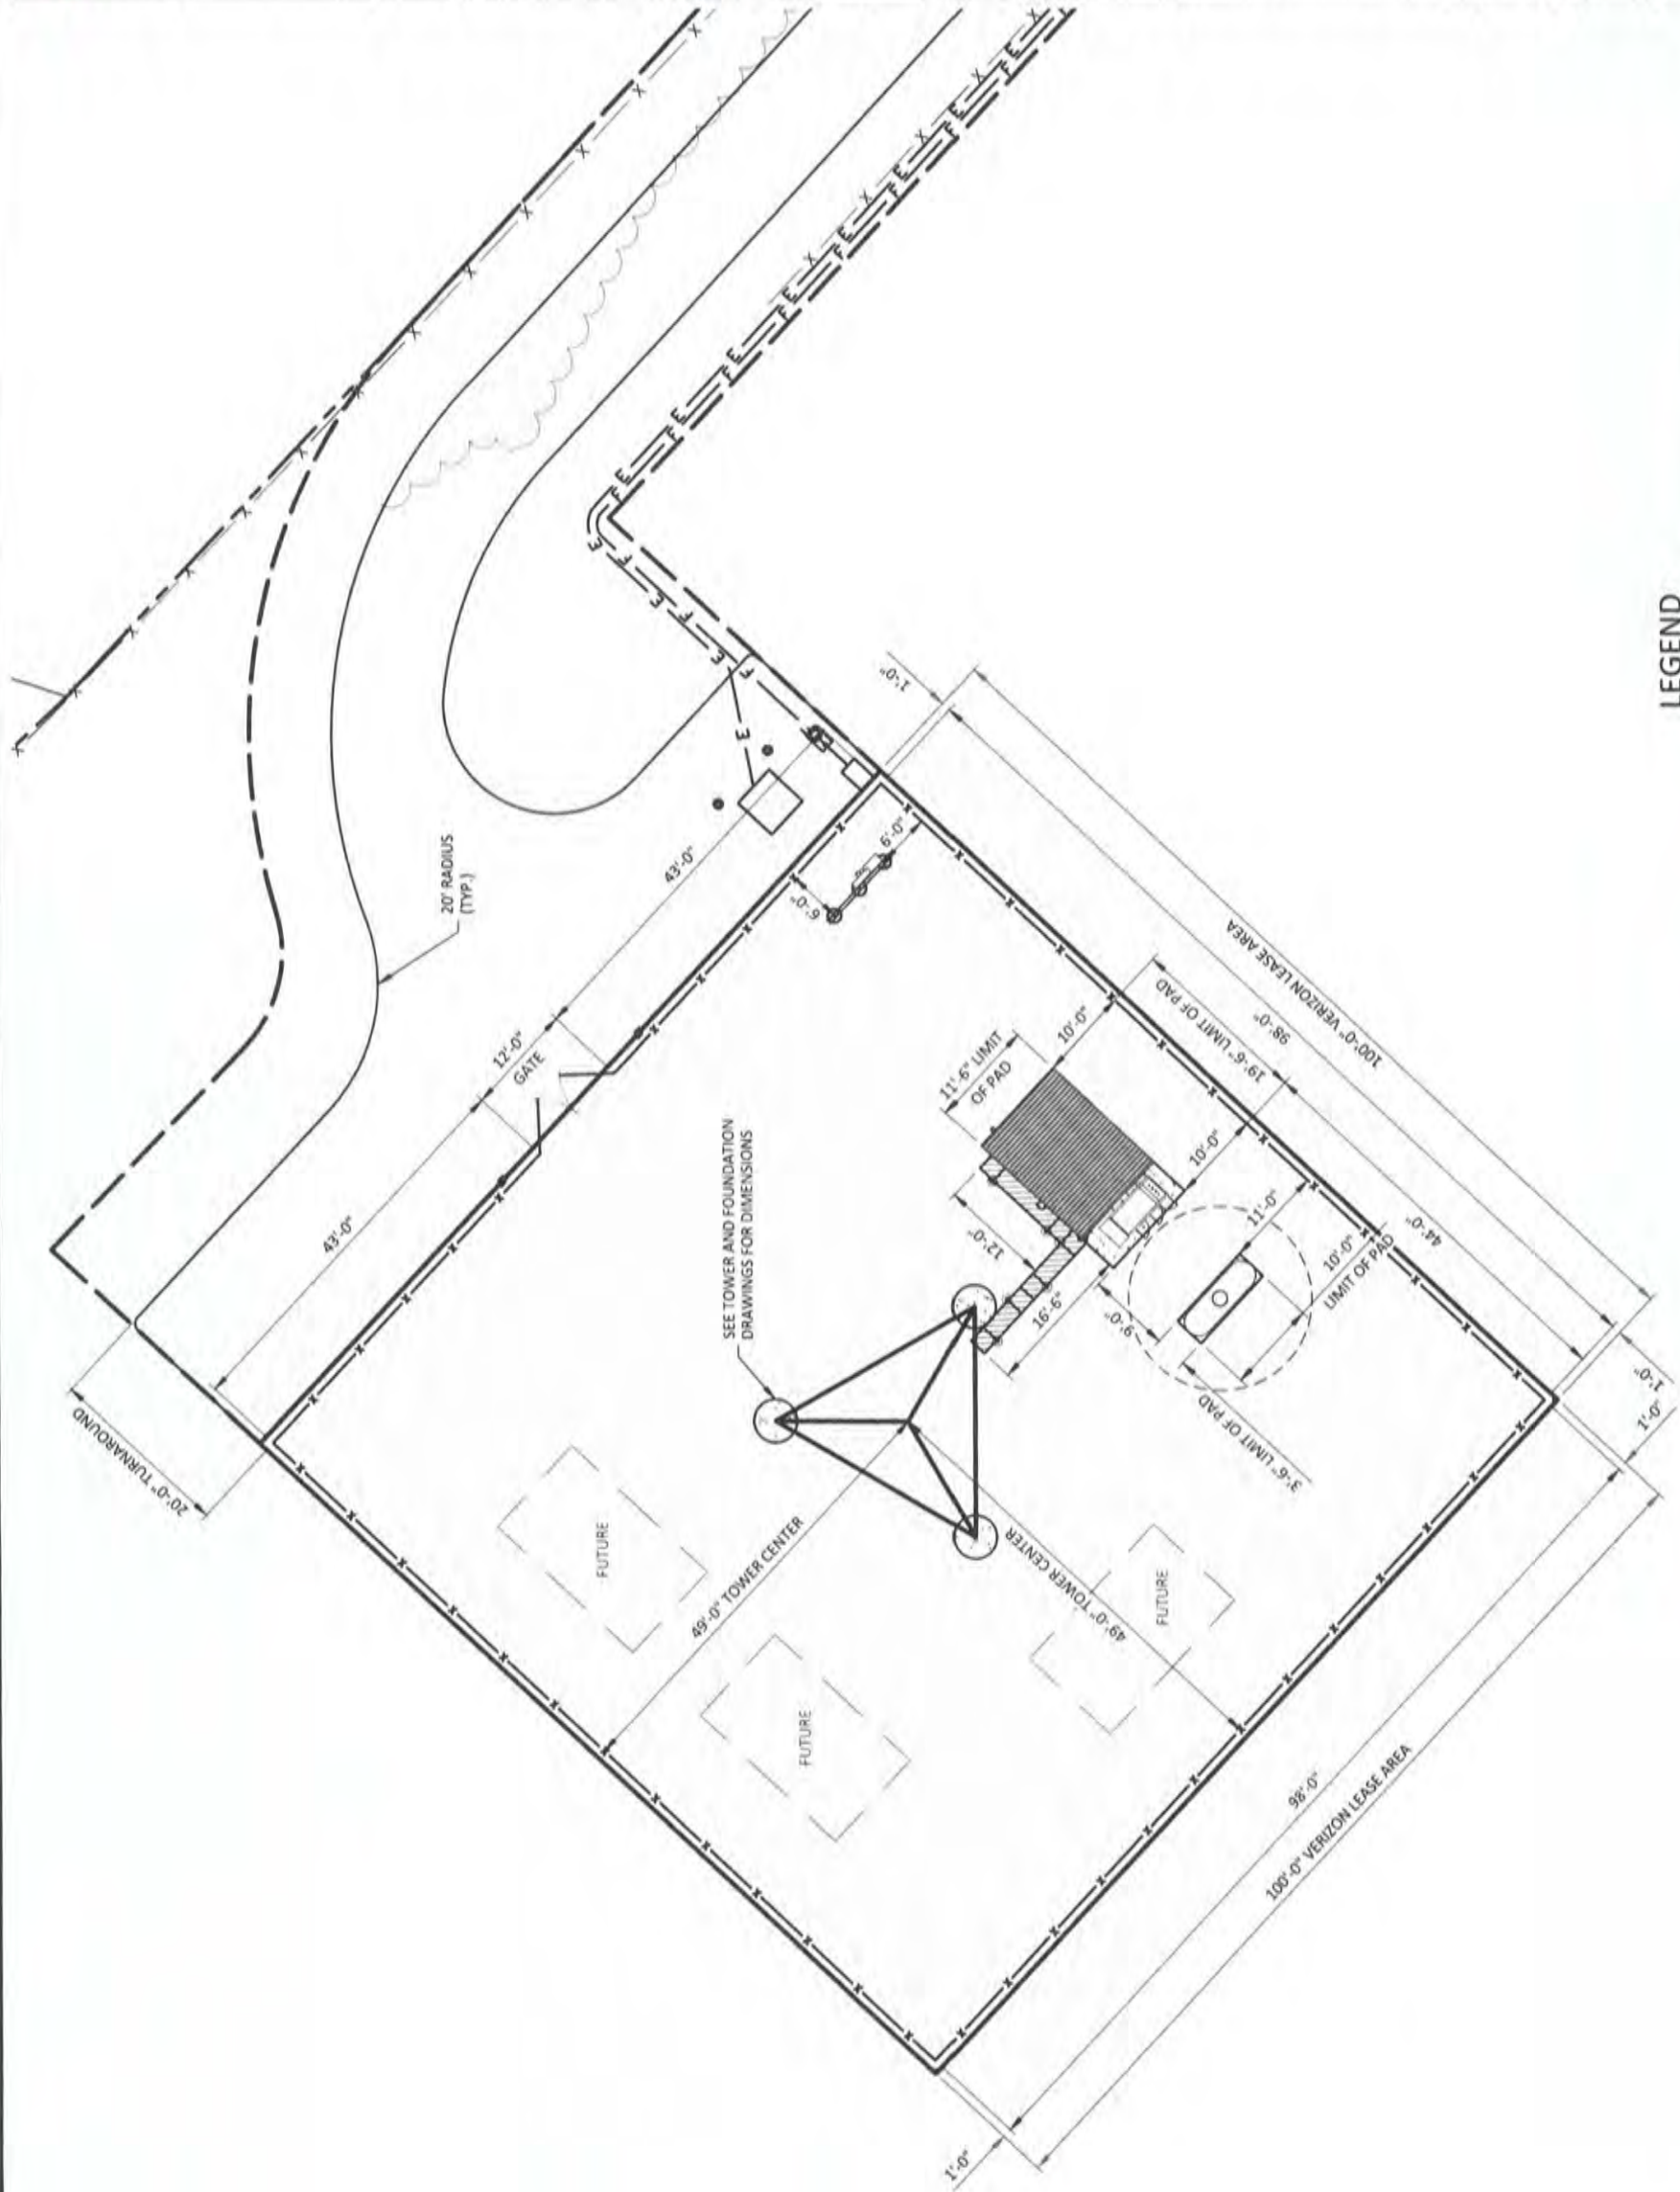 20' RADIUS
(TYP.)
1'-0"
43'-0"
6'-0"
6'-0"
12'-0"
GATE
100'-0" VERIZON LEASE AREA
98'-0"
19'-6" LIMIT OF PAD
10'-0"
11'-6" LIMIT
OF PAD
SEE TOWER AND FOUNDATION
DRAWINGS FOR DIMENSIONS
43'-0"
20'-0" TURNAROUND
12'-0"
10'-0"
11'-0"
44'-0"
16'-6"
9'-0"
10'-0"
LIMIT OF PAD
3'-6" LIMIT OF PAD
1'-0"
1'-0"
FUTURE
49'-0" TOWER CENTER
49'-0" TOWER CENTER
FUTURE
FUTURE
98'-0"
100'-0" VERIZON LEASE AREA
1'-0"
LEGEND
X X X X X X X X
E F E F E F E F
E F E F E F
E